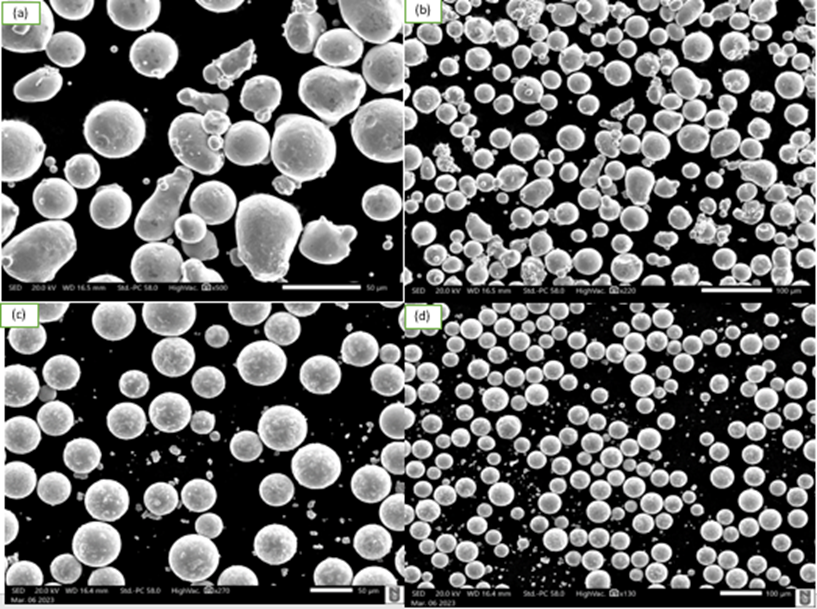 (a)
(b)
SED 20.0 kV WD 16.5 mm Std.-PC 58.0 HighVac. x500 50 µm
SED 20.0 kV WD 16.5 mm Std.-PC 58.0 HighVac. x220 100 µm
(c)
(d)
SED 20.0 kV WD 16.4 mm Std.-PC 58.0 HighVac. x270 50 µm
Mar. 06 2023
SED 20.0 kV WD 16.4 mm Std.-PC 58.0 HighVac. x130 100 µm
Mar. 06 2023